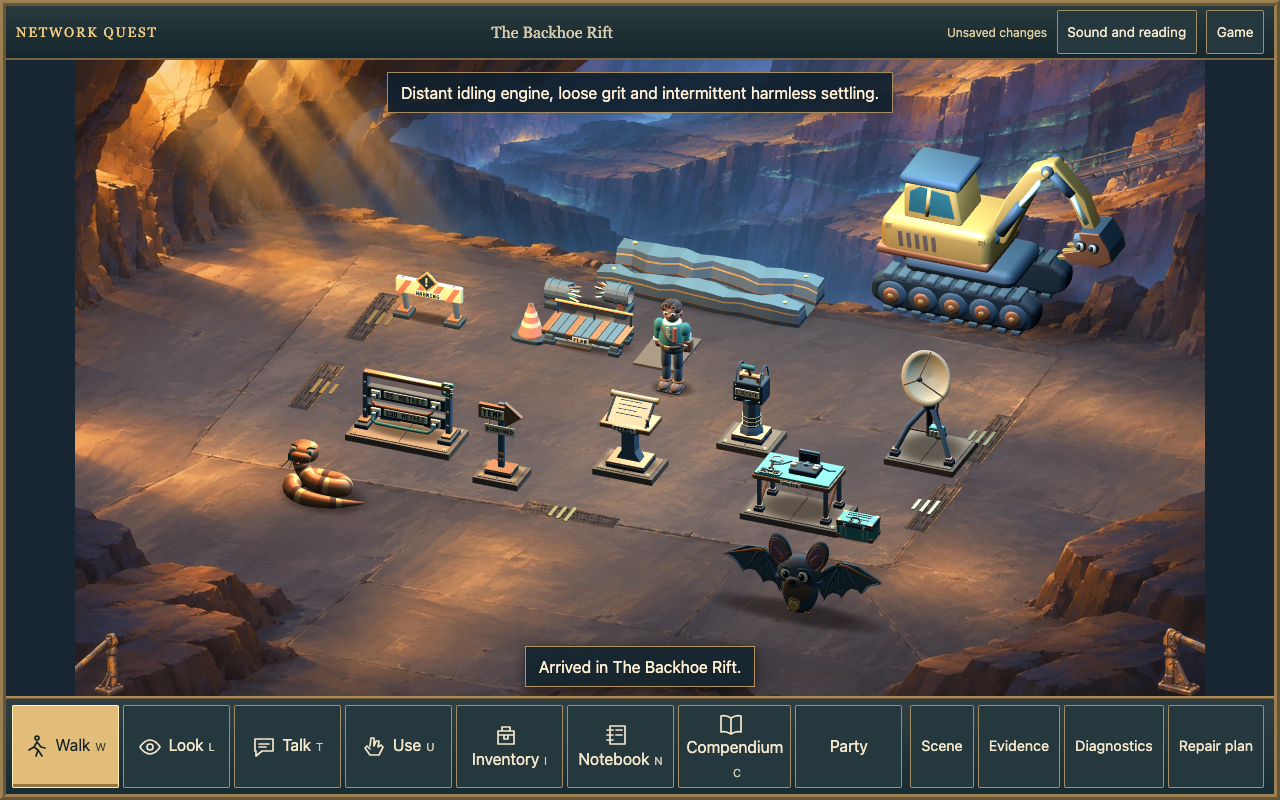 NETWORK QUEST
The Backhoe Rift
Unsaved changes
Sound and reading
Game
Distant idling engine, loose grit and intermittent harmless settling.
WARNING
TEMP
Arrived in The Backhoe Rift.
Walk W
Look L
Talk T
Use U
Inventory I
Notebook N
Compendium
C
Party
Scene
Evidence
Diagnostics
Repair plan